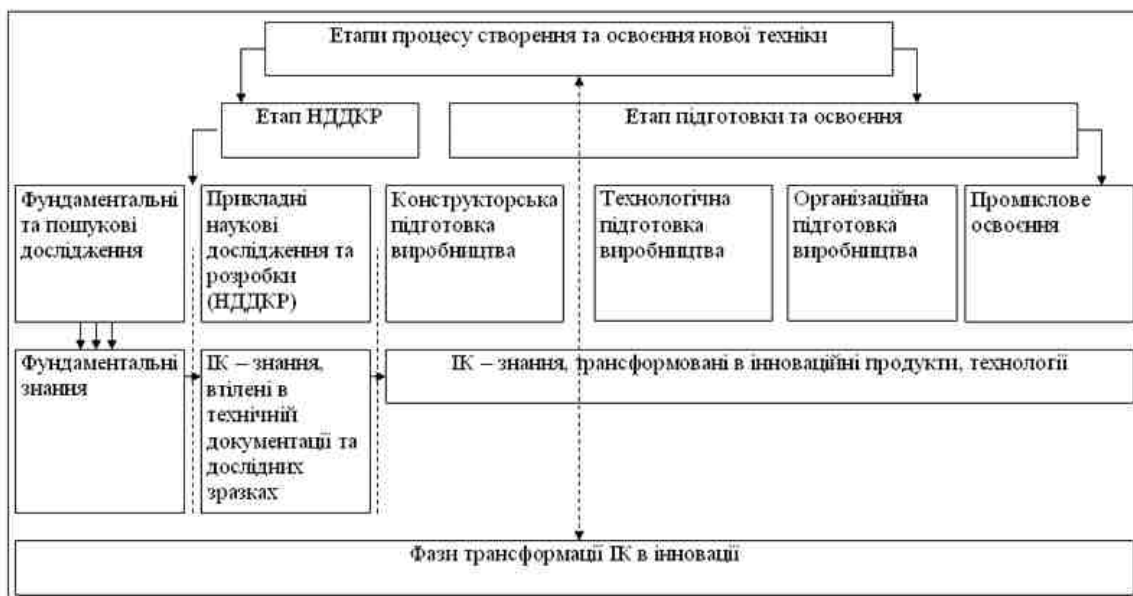 Етапи процесу створення та освоєння нової техніки
Етап НДДКР
Етап підготовки та освоєння
Фундаментальні
та пошукові
дослідження
Прикладні
наукові
дослідження та
розробки
(НДДКР)
Конструкторська
підготовка
виробництва
Технологічна
підготовка
виробництва
Організаційна
підготовка
виробництва
Промислове
освоєння
Фундаментальні
знання
ІК – знання,
втілені в
технічній
документації та
дослідних
зразках
ІК – знання, трансформовані в інноваційні продукти, технології
Фази трансформації ІК в інновації